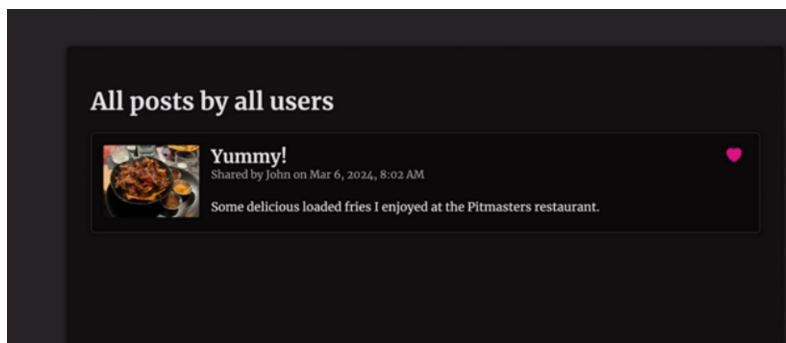 All posts by all users
Yummy!
Shared by John on Mar 6, 2024, 8:02 AM
Some delicious loaded fries I enjoyed at the Pitmasters restaurant.